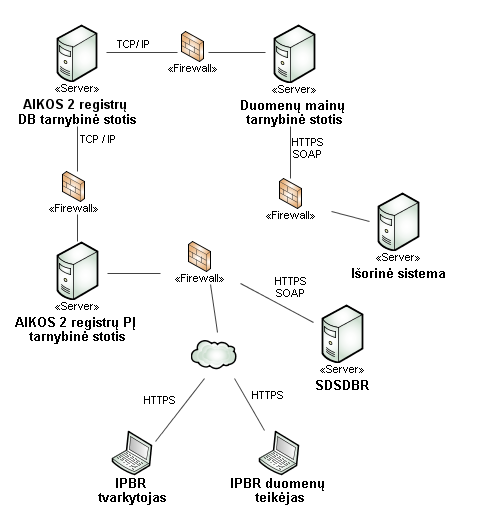 TCP/ IP
«Firewall»
«Server»
AIKOS 2 registrų
DB tarnybinė stotis
«Server»
Duomenų mainų
tarnybinė stotis
TCP / IP
HTTPS
SOAP
«Firewall»
«Firewall»
«Server»
Išorinė sistema
«Firewall»
«Server»
AIKOS 2 registrų PĮ
tarnybinė stotis
HTTPS
SOAP
«Server»
SDSDBR
HTTPS
HTTPS
IPBR
tvarkytojas
IPBR duomenų
teikėjas